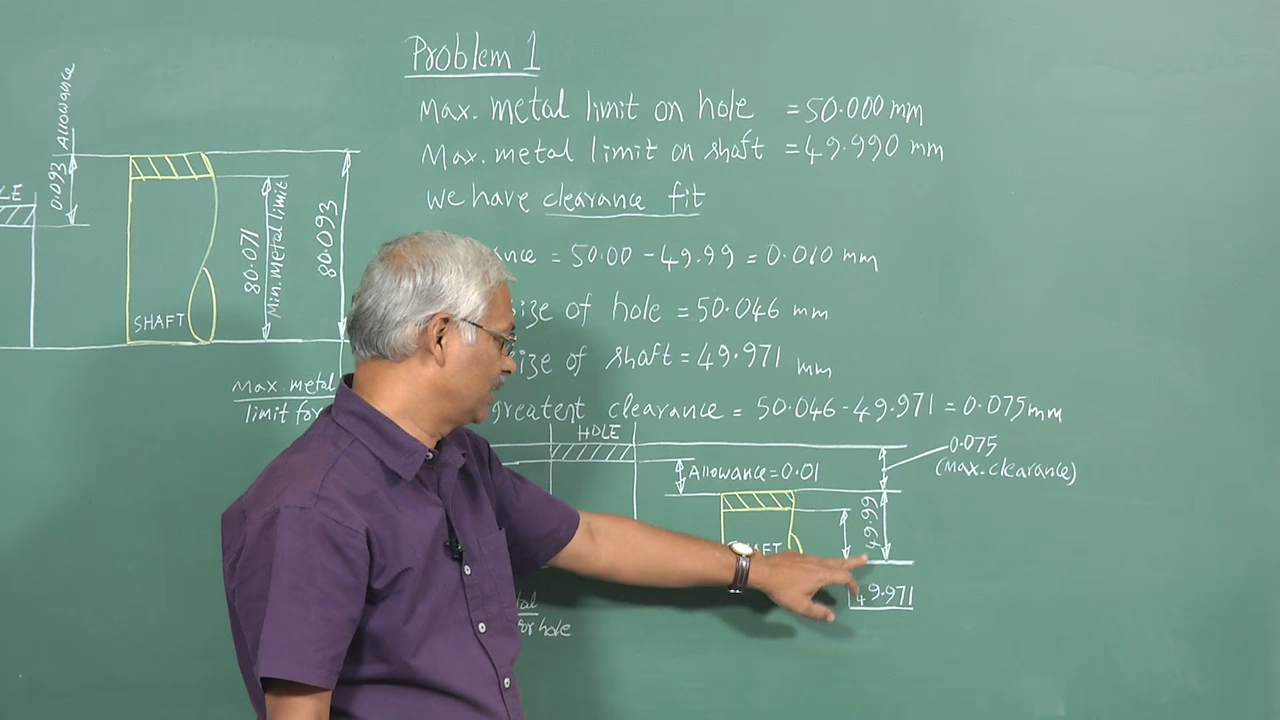 Problem 1
Max. metal limit on hole = 50.000 mm
Max. metal limit on shaft = 49.990 mm
We have clearance fit
= 50.00 - 49.99 = 0.010 mm
of hole = 50.046 mm
of shaft = 49.971 mm
greatent clearance = 50.046 - 49.971 = 0.075 mm
HOLE
Allowance = 0.01
0.075
(Max. clearance)
49.99
49.971
for hole
0.093 Allowance
80.071
Min. metal limit
80.093
SHAFT
Max. metal
limit for